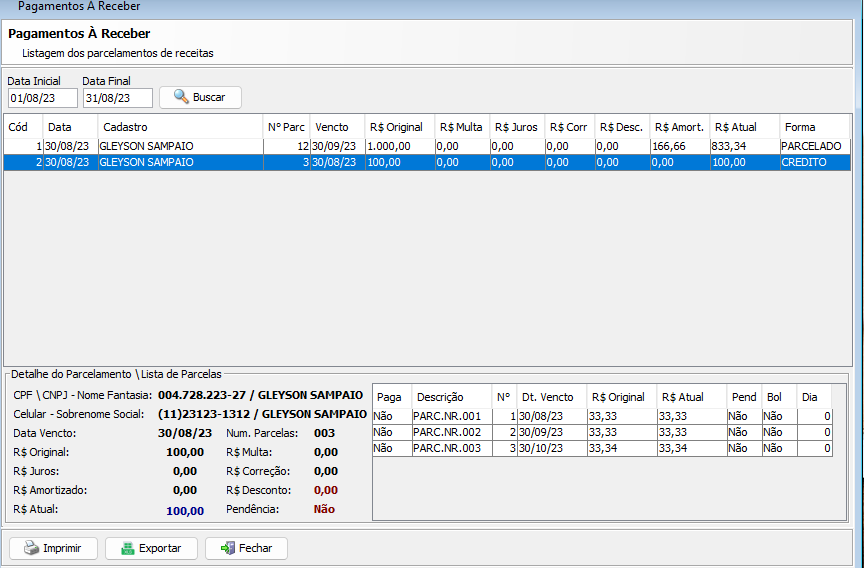 Pagamentos A Receber
Pagamentos À Receber
Listagem dos parcelamentos de receitas
Data Inicial Data Final
01/08/23 31/08/23 Buscar
Cód Data Cadastro N° Parc Vencto R$ Original R$ Multa R$ Juros R$ Corr R$ Desc. R$ Amort. R$ Atual Forma
1 30/08/23 GLEYSON SAMPAIO 12 30/09/23 1.000,00 0,00 0,00 0,00 0,00 166,66 833,34 PARCELADO
2 30/08/23 GLEYSON SAMPAIO 3 30/08/23 100,00 0,00 0,00 0,00 0,00 0,00 100,00 CREDITO
Detalhe do Parcelamento \ Lista de Parcelas
CPF \ CNPJ - Nome Fantasia: 004.728.223-27 / GLEYSON SAMPAIO
Celular - Sobrenome Social: (11)23123-1312 / GLEYSON SAMPAIO
Data Vencto: 30/08/23 Num. Parcelas: 003
R$ Original: 100,00 R$ Multa: 0,00
R$ Juros: 0,00 R$ Correção: 0,00
R$ Amortizado: 0,00 R$ Desconto: 0,00
R$ Atual: 100,00 Pendência: Não
Paga Descrição N° Dt. Vencto R$ Original R$ Atual Pend Bol Dia
Não PARC.NR.001 1 30/08/23 33,33 33,33 Não Não 0
Não PARC.NR.002 2 30/09/23 33,33 33,33 Não Não 0
Não PARC.NR.003 3 30/10/23 33,34 33,34 Não Não 0
Imprimir Exportar Fechar